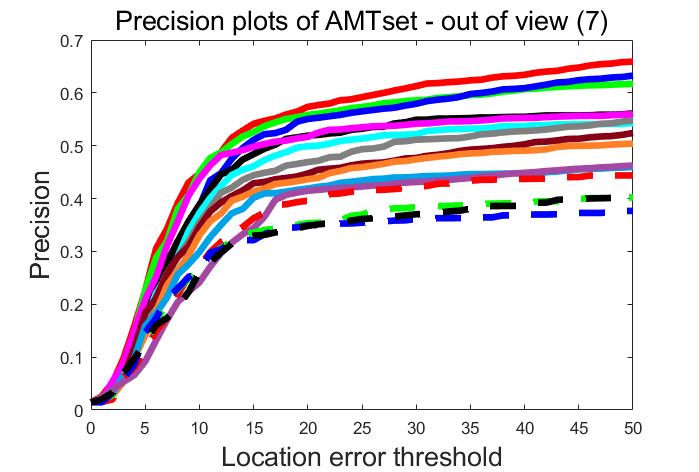 Precision plots of AMTset - out of view (7)
0.7
0.6
0.5
0.4
0.3
0.2
0.1
0
Precision
0 5 10 15 20 25 30 35 40 45 50
Location error threshold